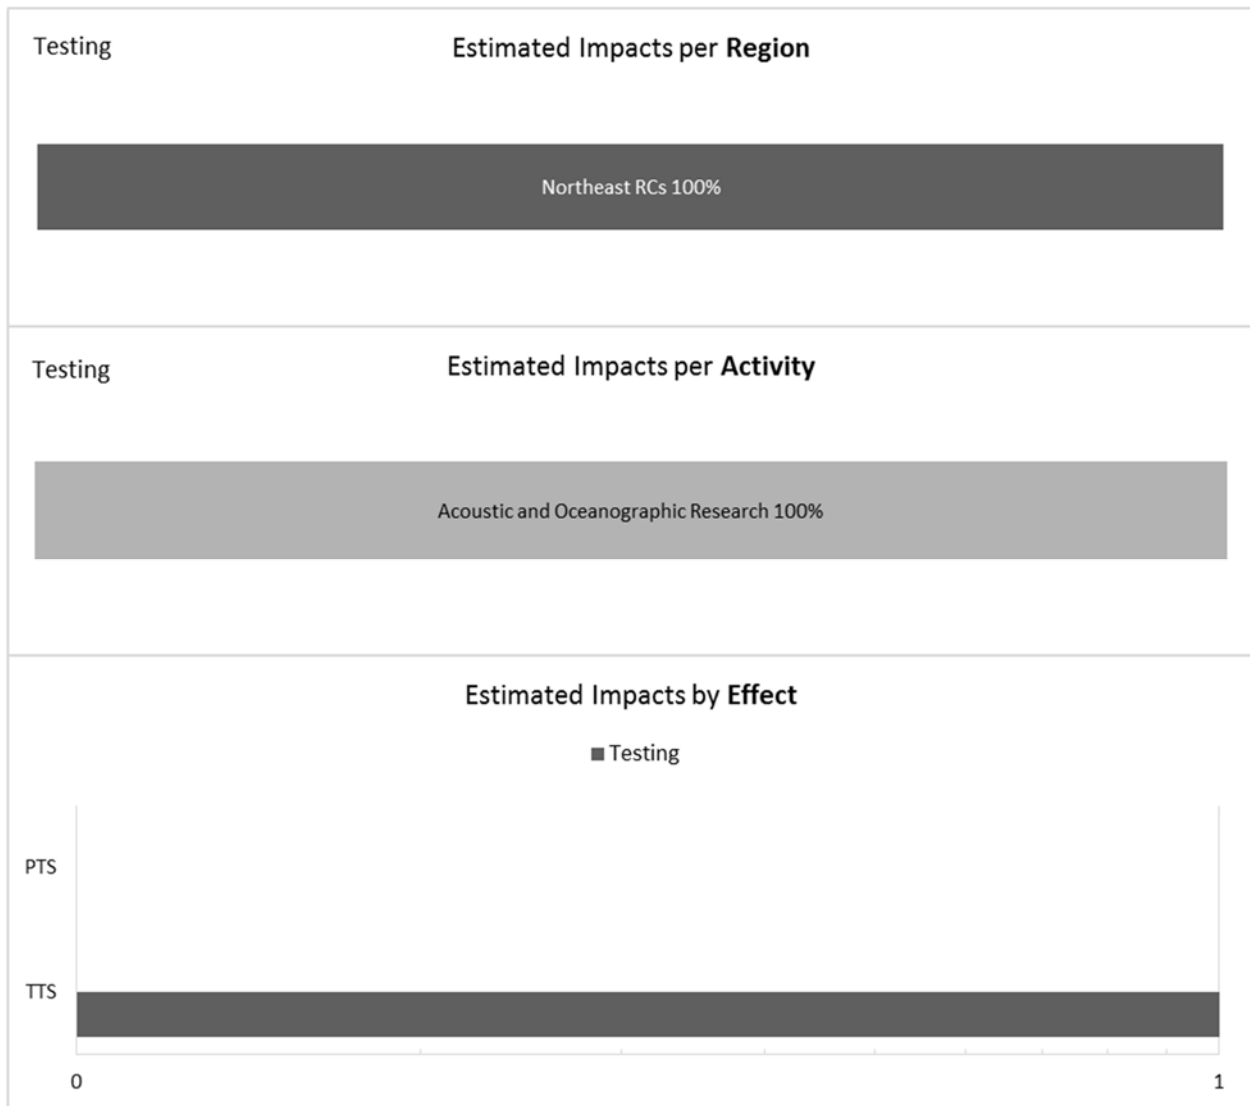 Testing
Estimated Impacts per Region
Northeast RCs 100%
Testing
Estimated Impacts per Activity
Acoustic and Oceanographic Research 100%
Estimated Impacts by Effect
Testing
PTS
TTS
0 1